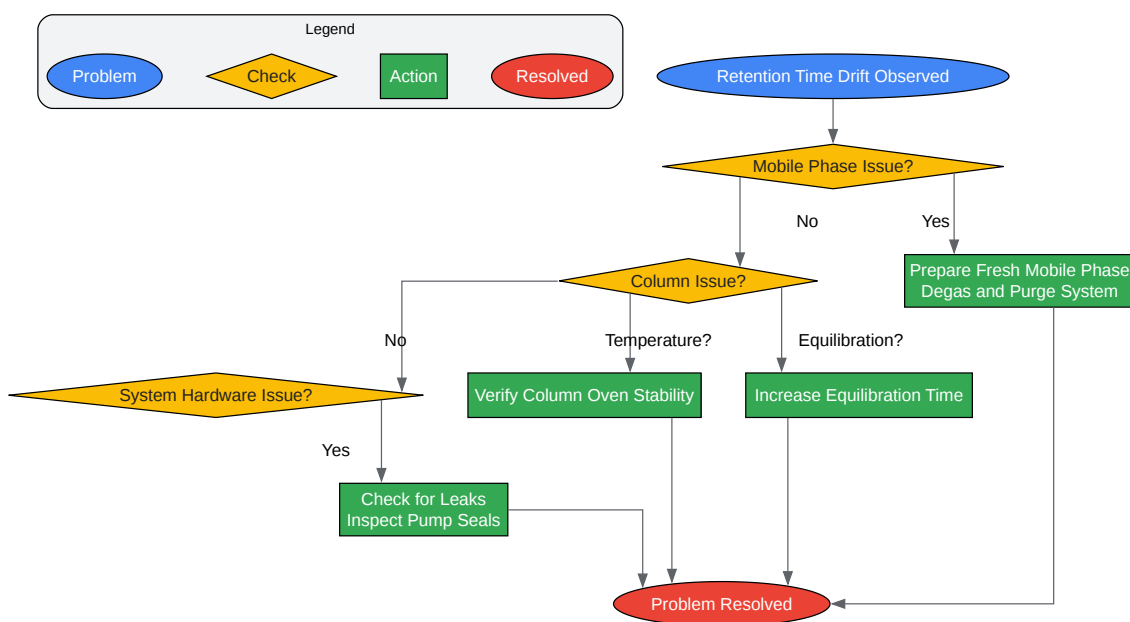 Legend
Problem
Check
Action
Resolved
Retention Time Drift Observed
Mobile Phase Issue?
No
Yes
Prepare Fresh Mobile Phase
Degas and Purge System
Column Issue?
No
Temperature?
Equilibration?
System Hardware Issue?
Verify Column Oven Stability
Increase Equilibration Time
Yes
Check for Leaks
Inspect Pump Seals
Problem Resolved